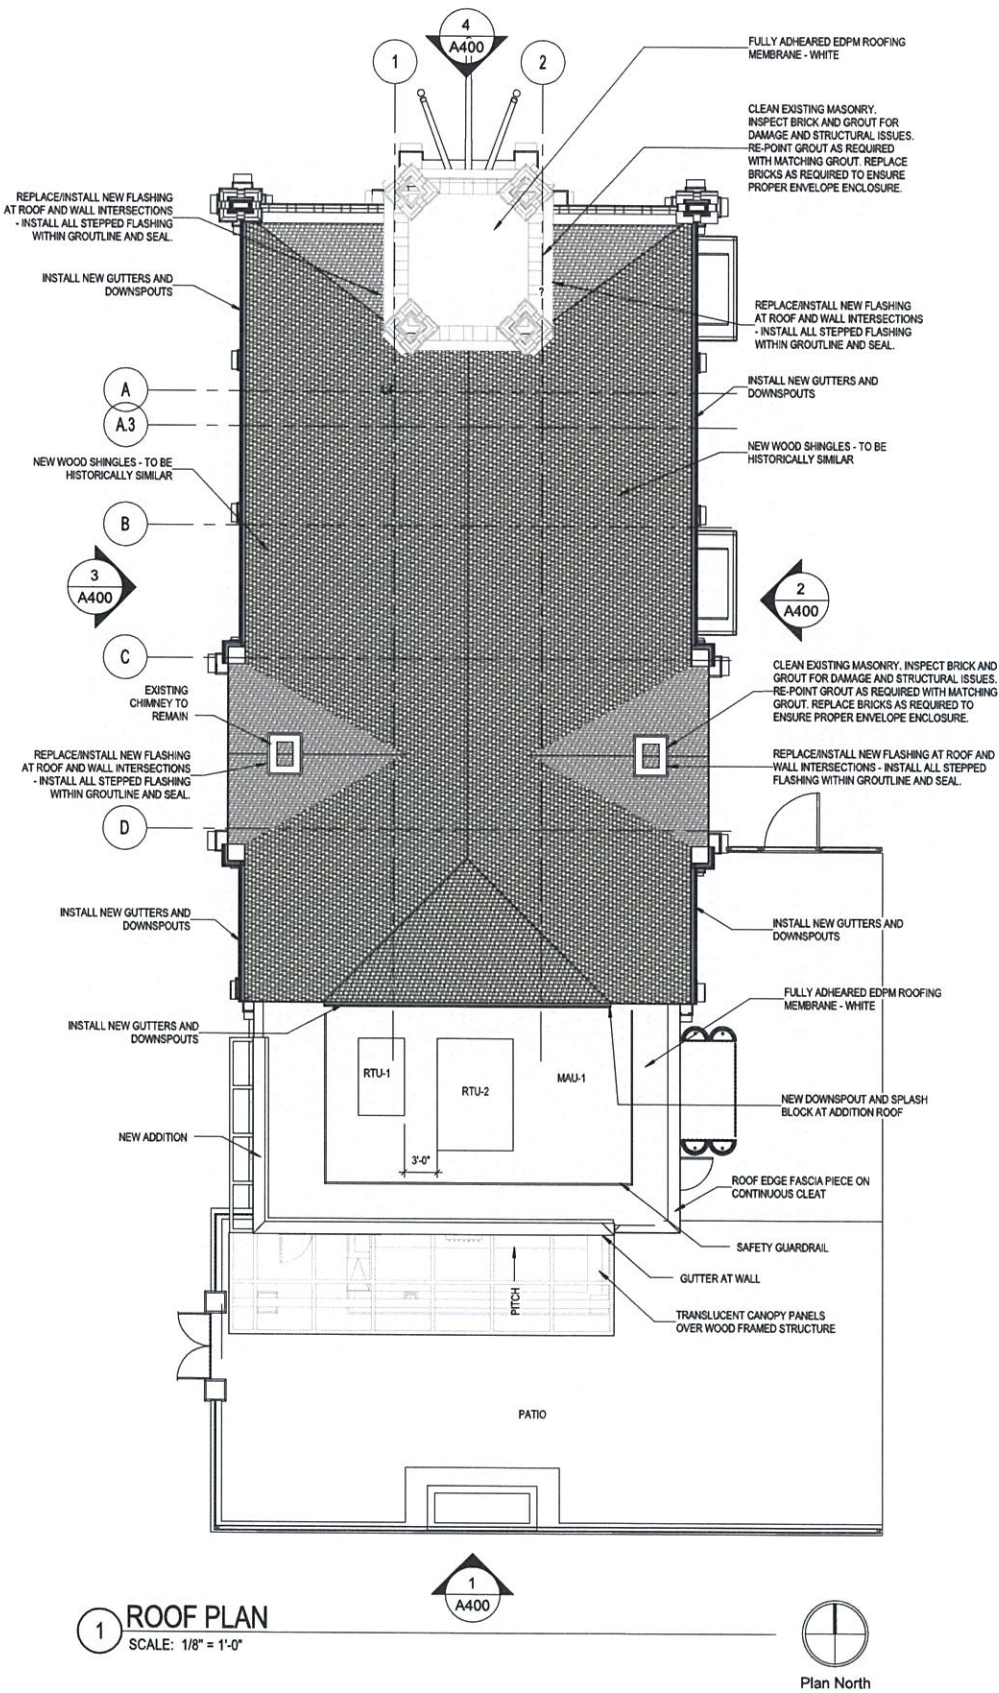 4
A400
1
2
FULLY ADHEARED EDPM ROOFING
MEMBRANE - WHITE
CLEAN EXISTING MASONRY.
INSPECT BRICK AND GROUT FOR
DAMAGE AND STRUCTURAL ISSUES.
RE-POINT GROUT AS REQUIRED
WITH MATCHING GROUT. REPLACE
BRICKS AS REQUIRED TO ENSURE
PROPER ENVELOPE ENCLOSURE.
REPLACE/INSTALL NEW FLASHING
AT ROOF AND WALL INTERSECTIONS
- INSTALL ALL STEPPED FLASHING
WITHIN GROUTLINE AND SEAL.
INSTALL NEW GUTTERS AND
DOWNSPOUTS
?
REPLACE/INSTALL NEW FLASHING
AT ROOF AND WALL INTERSECTIONS
- INSTALL ALL STEPPED FLASHING
WITHIN GROUTLINE AND SEAL.
A
INSTALL NEW GUTTERS AND
DOWNSPOUTS
A.3
NEW WOOD SHINGLES - TO BE
HISTORICALLY SIMILAR
NEW WOOD SHINGLES - TO BE
HISTORICALLY SIMILAR
B
3
A400
2
A400
C
CLEAN EXISTING MASONRY. INSPECT BRICK AND
GROUT FOR DAMAGE AND STRUCTURAL ISSUES.
RE-POINT GROUT AS REQUIRED WITH MATCHING
GROUT. REPLACE BRICKS AS REQUIRED TO
ENSURE PROPER ENVELOPE ENCLOSURE.
EXISTING
CHIMNEY TO
REMAIN
REPLACE/INSTALL NEW FLASHING
AT ROOF AND WALL INTERSECTIONS
- INSTALL ALL STEPPED FLASHING
WITHIN GROUTLINE AND SEAL.
REPLACE/INSTALL NEW FLASHING AT ROOF AND
WALL INTERSECTIONS - INSTALL ALL STEPPED
FLASHING WITHIN GROUTLINE AND SEAL.
D
INSTALL NEW GUTTERS AND
DOWNSPOUTS
INSTALL NEW GUTTERS AND
DOWNSPOUTS
FULLY ADHEARED EDPM ROOFING
MEMBRANE - WHITE
INSTALL NEW GUTTERS AND
DOWNSPOUTS
RTU-1
RTU-2
MAU-1
NEW DOWNSPOUT AND SPLASH
BLOCK AT ADDITION ROOF
NEW ADDITION
3'-0"
ROOF EDGE FASCIA PIECE ON
CONTINUOUS CLEAT
SAFETY GUARDRAIL
GUTTER AT WALL
PITCH
TRANSLUCENT CANOPY PANELS
OVER WOOD FRAMED STRUCTURE
PATIO
1
A400
1
ROOF PLAN
SCALE: 1/8" = 1'-0"
Plan North